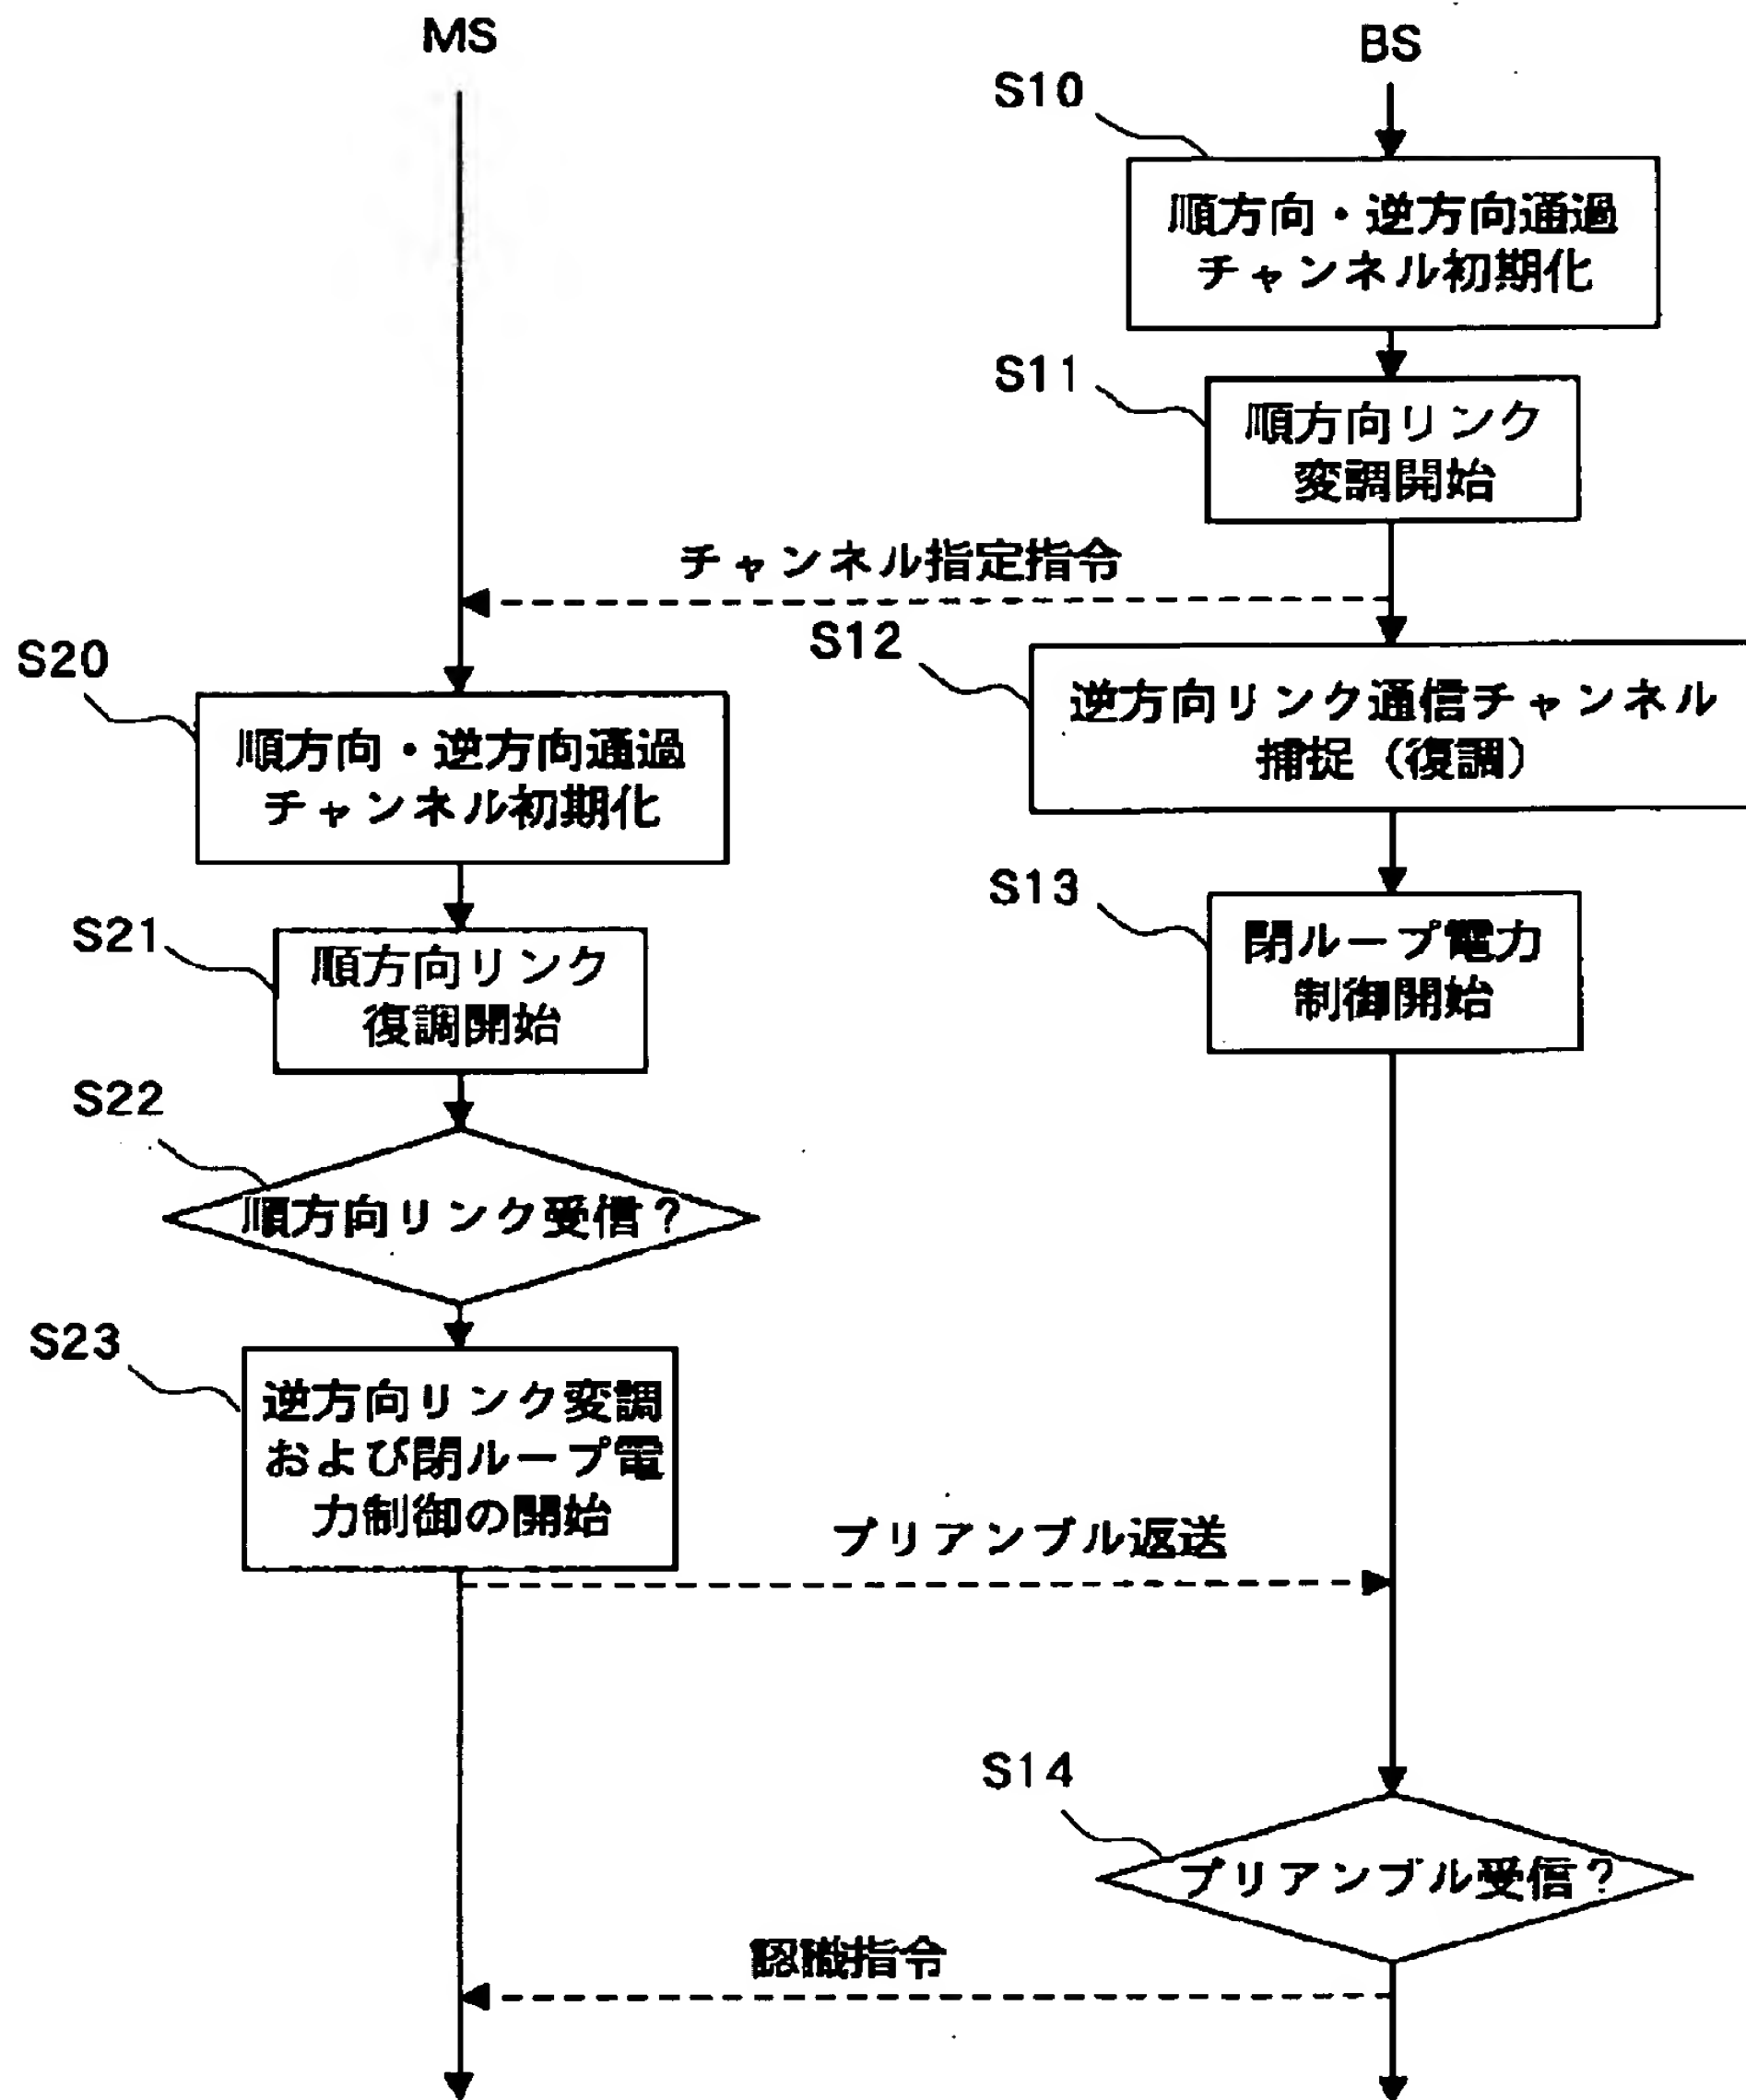 MS
BS
S10
順方向・逆方向通過
チャンネル初期化
S11
順方向リンク
変調開始
チャンネル指定指令
S12
逆方向リンク通信チャンネル
捕捉（復調）
S20
順方向・逆方向通過
チャンネル初期化
S13
閉ループ電力
制御開始
S21
順方向リンク
復調開始
S22
順方向リンク受信？
S23
逆方向リンク変調
および閉ループ電
力制御の開始
プリアンブル返送
S14
プリアンブル受信？
認識指令